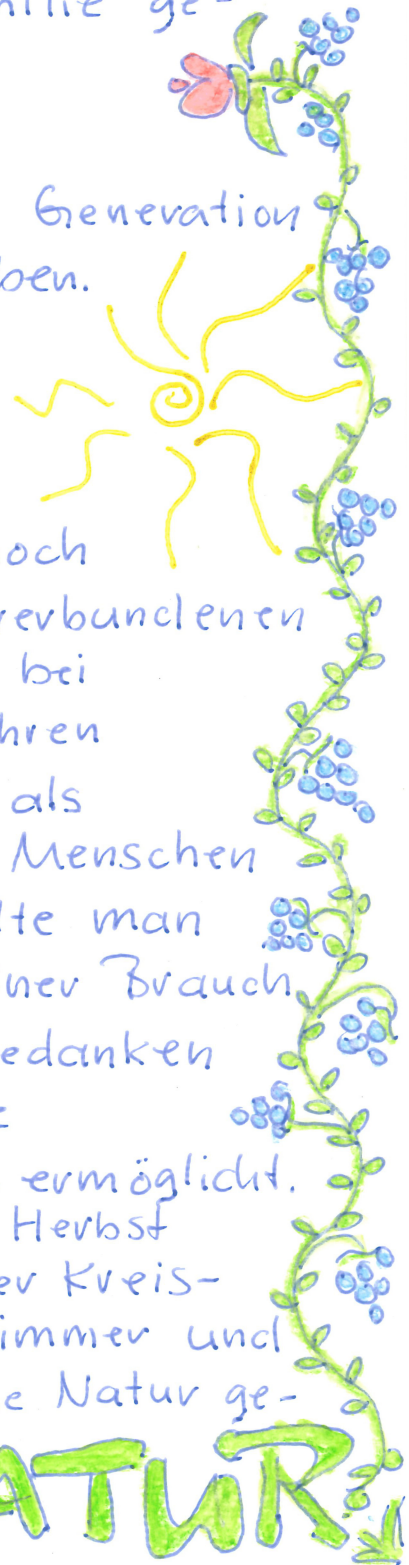 ge-
Generation
ben.
och
verbundenen
bei
hren
als
Menschen
lte man
ner Brauch
edanken
ermöglicht.
Herbst
er Kreis-
immer und
e Natur ge-
ATUR